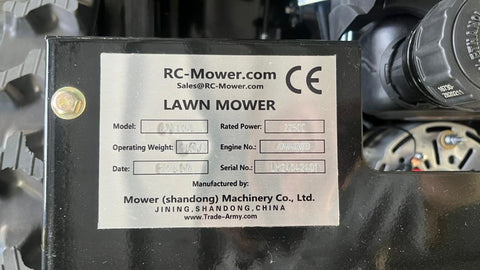 RC-Mower.com
Sales@RC-Mower.com
CE
LAWN MOWER
Model: Rated Power:
Operating Weight: Engine No.:
Date: Serial No.:
Manufactured by:
Mower (shandong) Machinery Co., Ltd.
JINING,SHANDONG,CHINA
www.Trade-Army.com